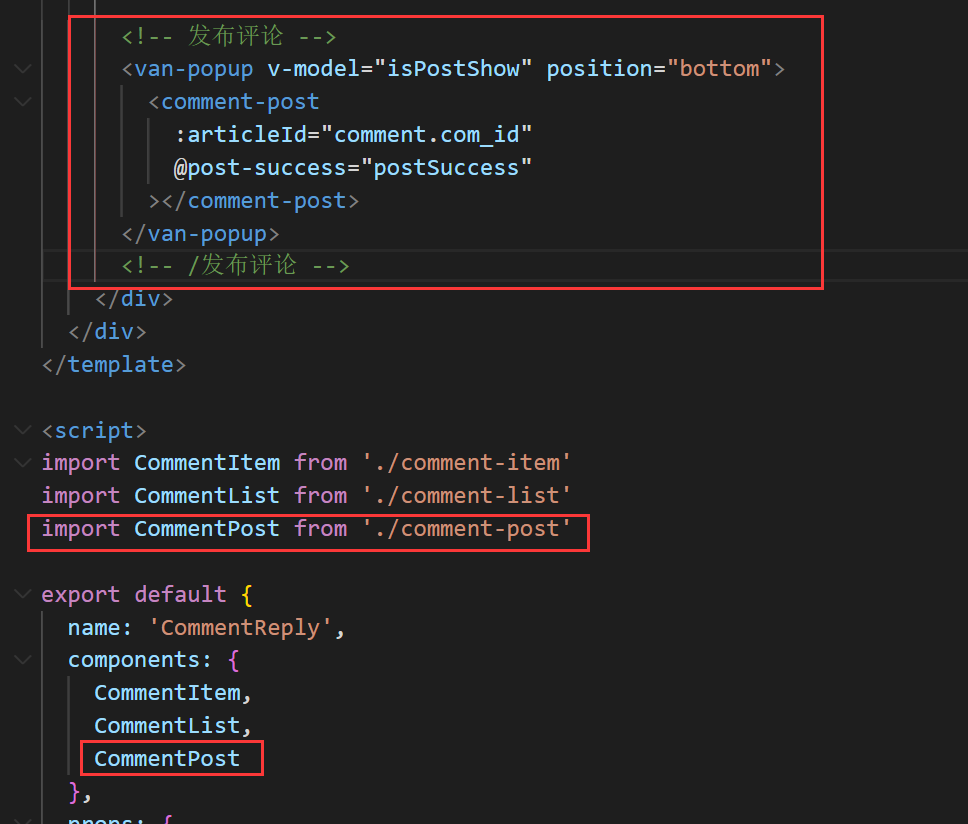 <!-- 发布评论 -->
<van-popup v-model="isPostShow" position="bottom">
<comment-post
:articleId="comment.com_id"
@post-success="postSuccess"
></comment-post>
</van-popup>
<!-- /发布评论 -->
</div>
</div>
</template>
<script>
import CommentItem from './comment-item'
import CommentList from './comment-list'
import CommentPost from './comment-post'
export default {
name: 'CommentReply',
components: {
CommentItem,
CommentList,
CommentPost
},
props: {